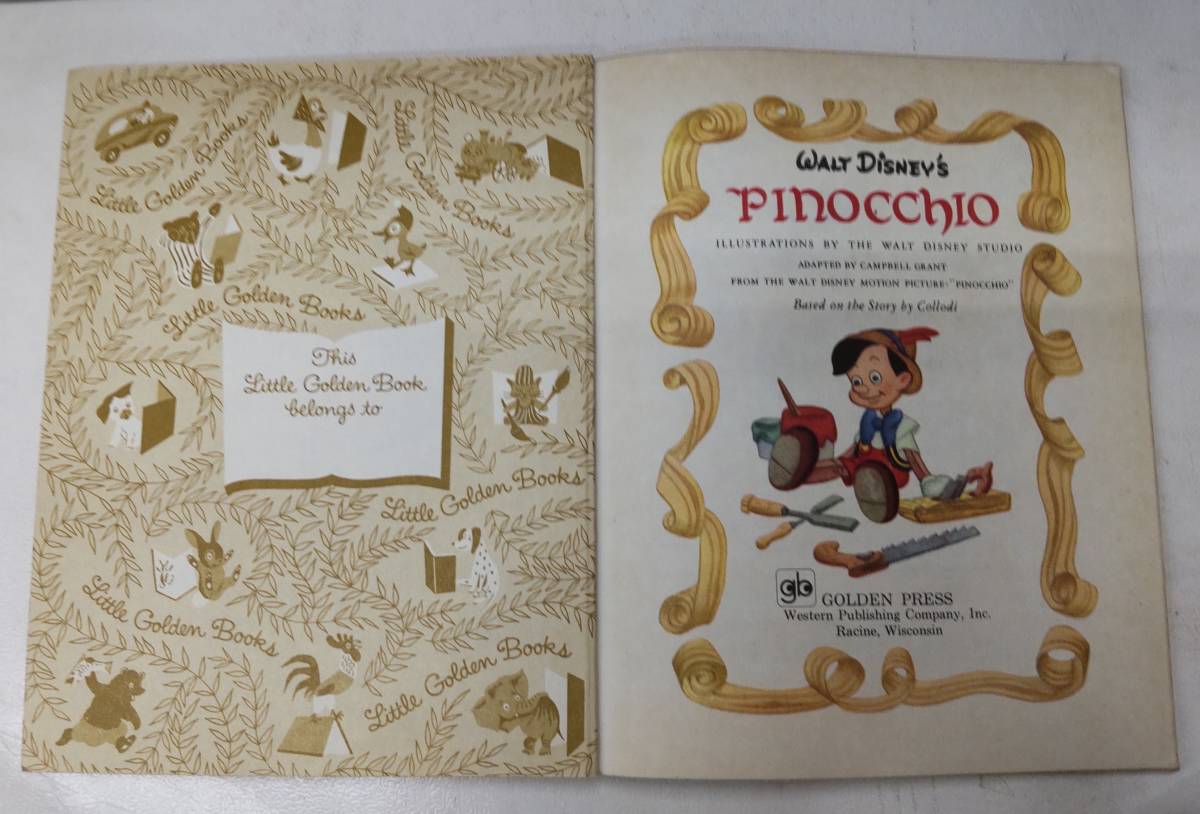 Little Golden Books
Little Golden Books
Little Golden Books
This
Little Golden Book
belongs to
Little Golden Books
Little Golden Books
Little Golden Books
WALT DISNEY'S
PINOCCHIO
ILLUSTRATIONS BY THE WALT DISNEY STUDIO
ADAPTED BY CAMPBELL GRANT
FROM THE WALT DISNEY MOTION PICTURE: "PINOCCHIO"
Based on the Story by Collodi
gb
GOLDEN PRESS
Western Publishing Company, Inc.
Racine, Wisconsin